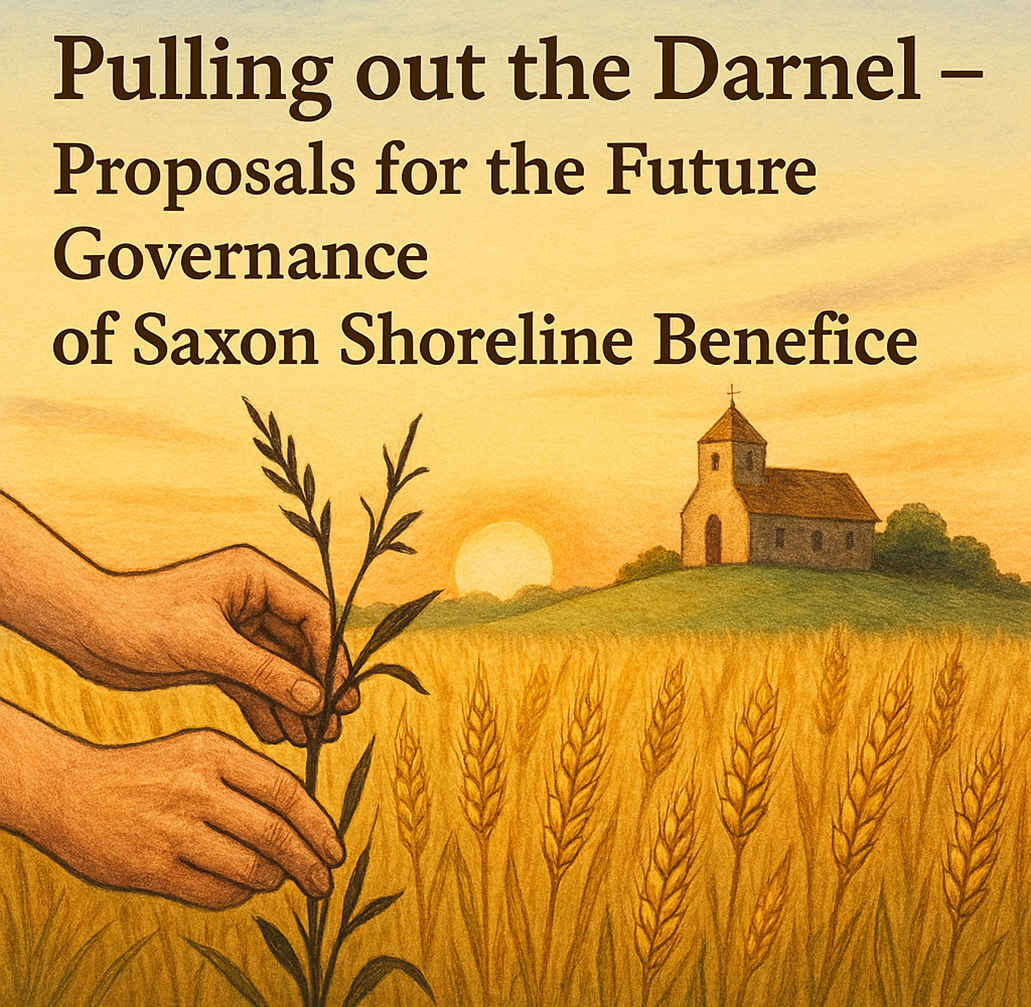 Pulling out the Darnel –
Proposals for the Future
Governance
of Saxon Shoreline Benefice